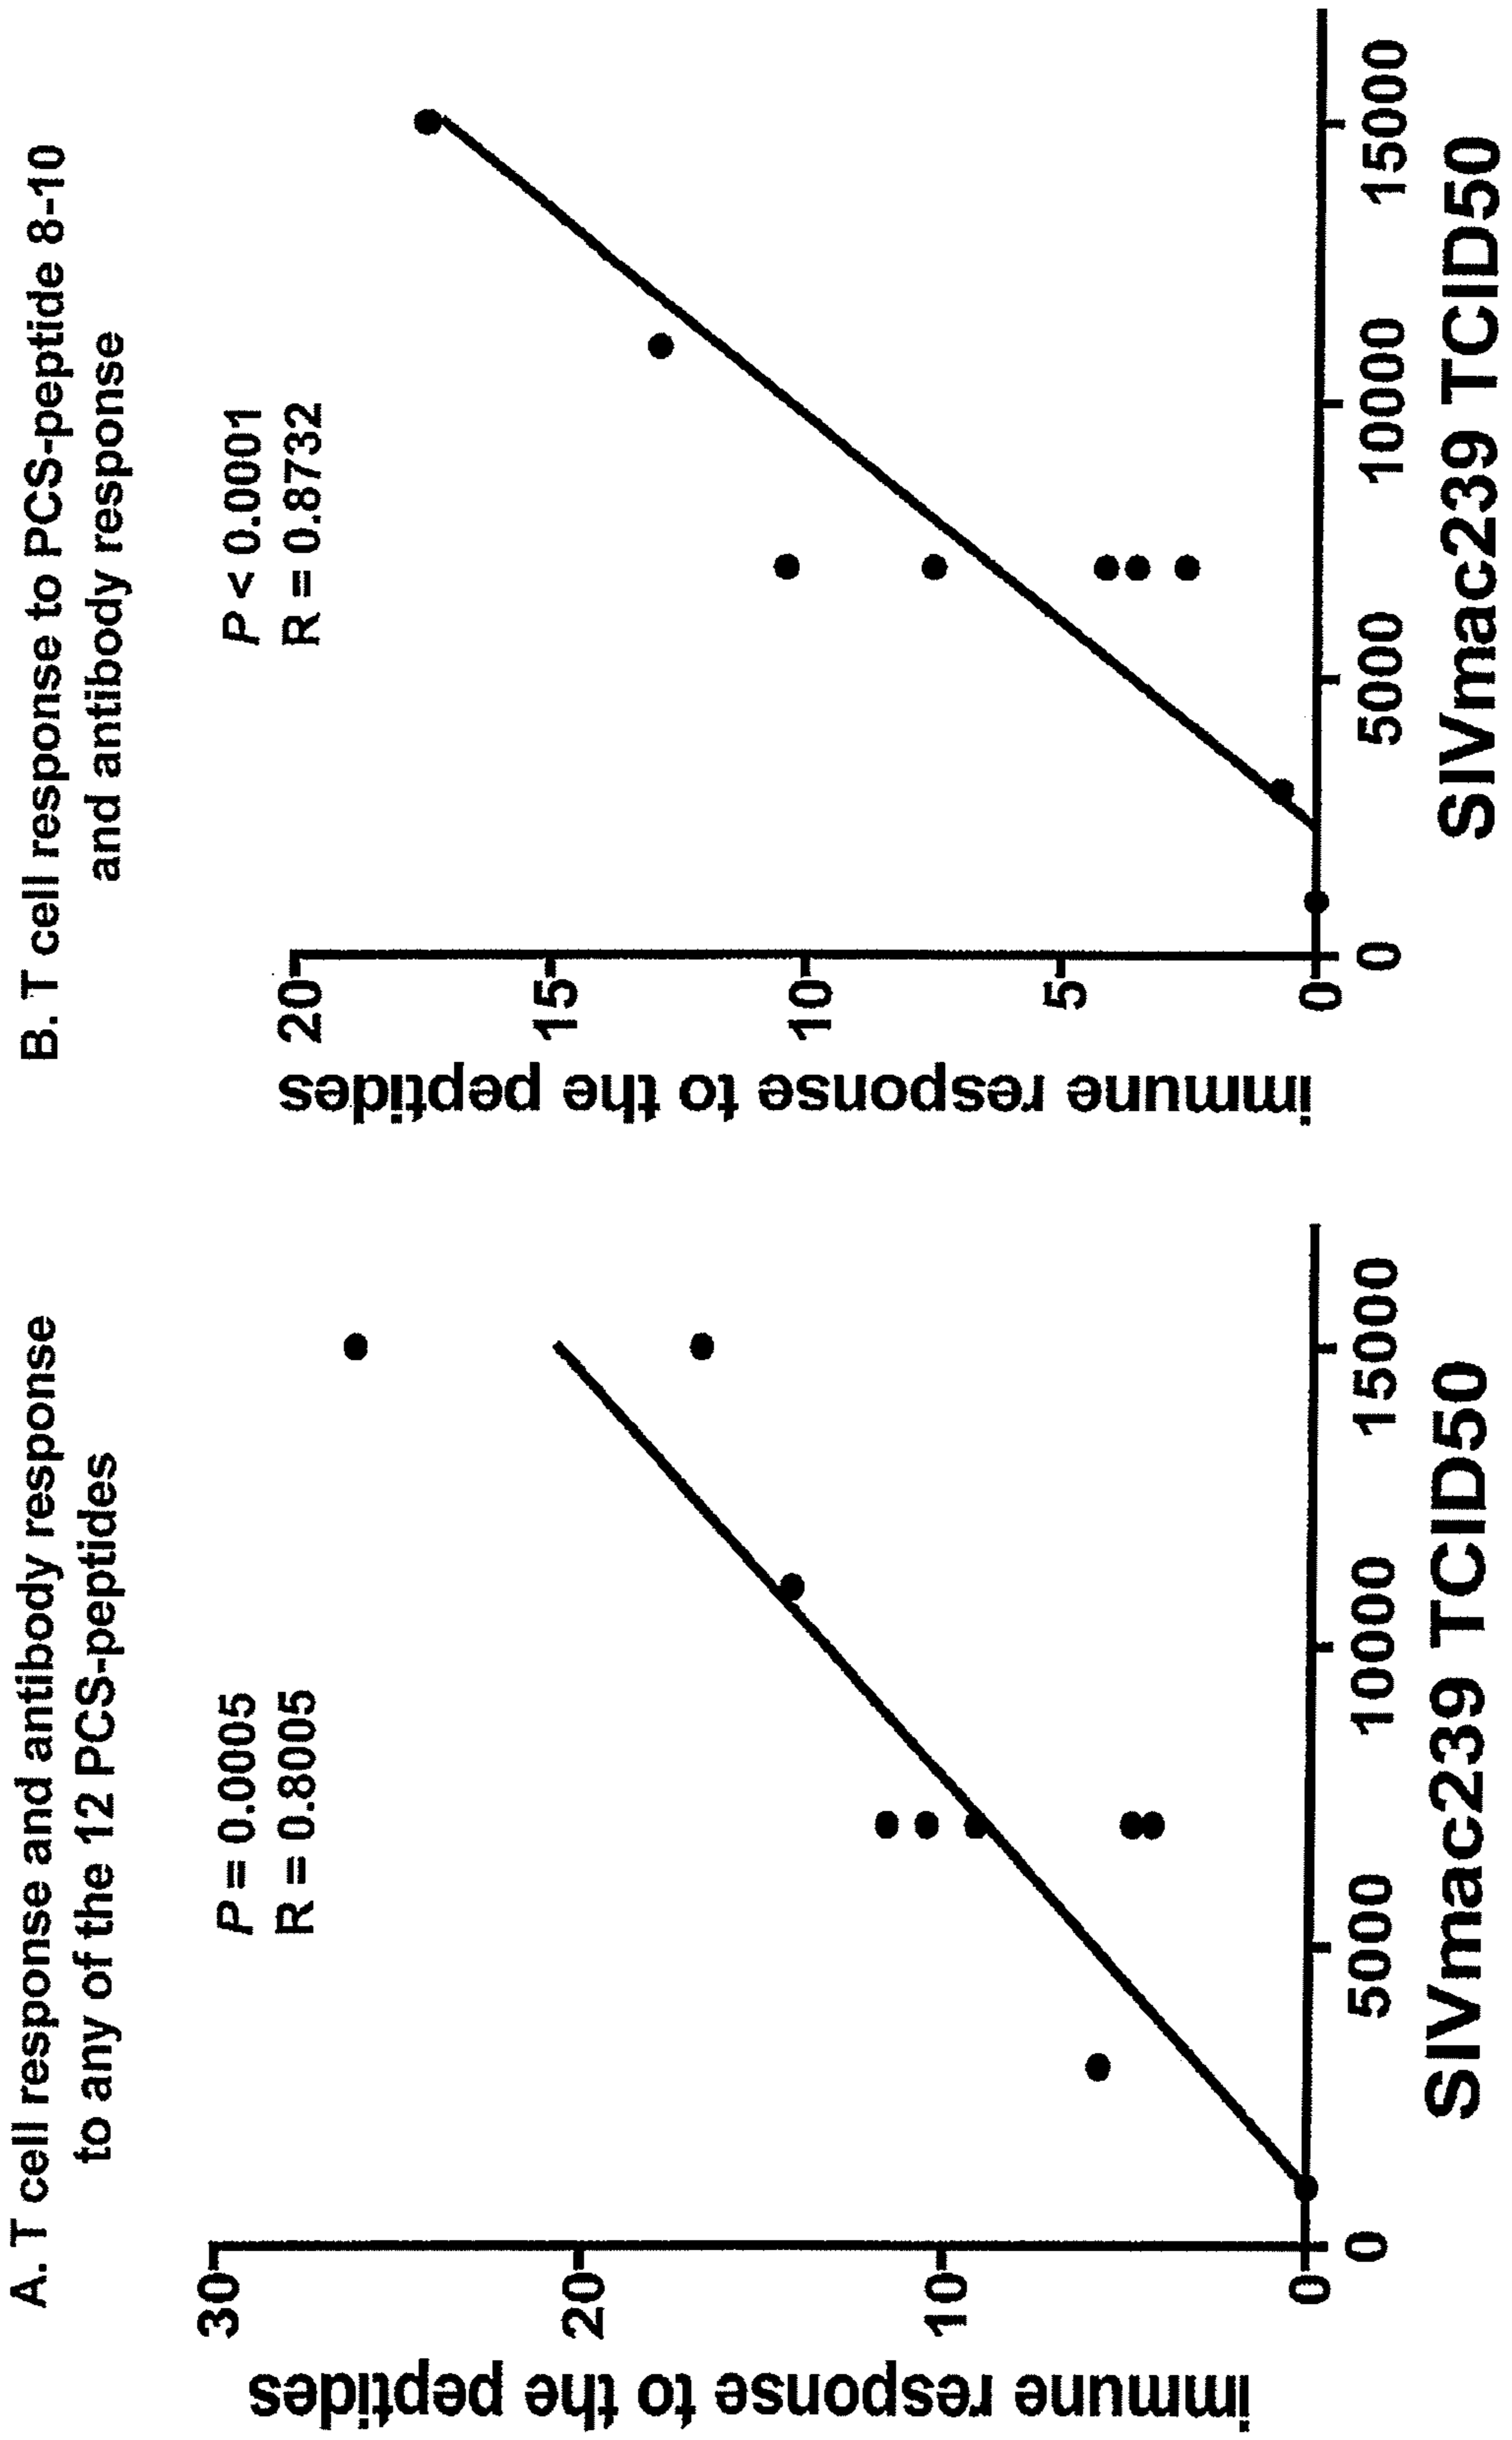 A. T cell response and antibody response
to any of the 12 PCS-peptides
P = 0.0005
R = 0.8005
immune response to the peptides
30
20
10
0
0
5000
10000
15000
SIVmac239 TCID50
B. T cell response to PCS-peptide 8-10
and antibody response
P < 0.0001
R = 0.8732
immune response to the peptides
20
15
10
5
0
0
5000
10000
15000
SIVmac239 TCID50